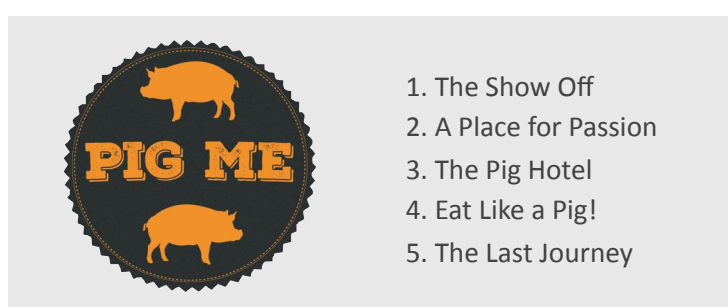 PIG ME
1. The Show Off
2. A Place for Passion
3. The Pig Hotel
4. Eat Like a Pig!
5. The Last Journey